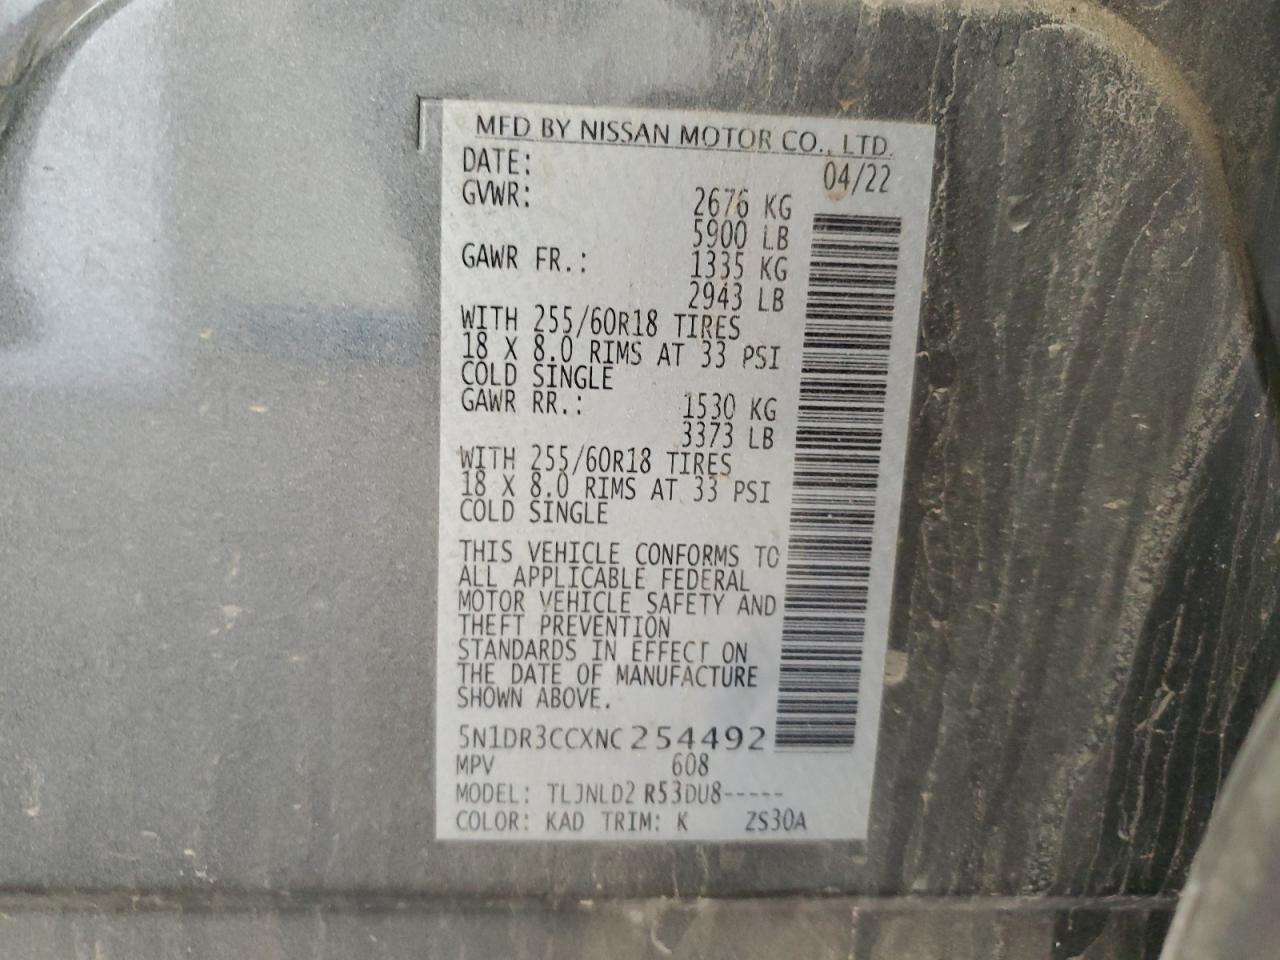 MFD BY NISSAN MOTOR CO., LTD.
DATE: 04/22
GVWR: 2676 KG
5900 LB
GAWR FR.: 1335 KG
2943 LB
WITH 255/60R18 TIRES
18 X 8.0 RIMS AT 33 PSI
COLD SINGLE
GAWR RR.: 1530 KG
3373 LB
WITH 255/60R18 TIRES
18 X 8.0 RIMS AT 33 PSI
COLD SINGLE
THIS VEHICLE CONFORMS TO
ALL APPLICABLE FEDERAL
MOTOR VEHICLE SAFETY AND
THEFT PREVENTION
STANDARDS IN EFFECT ON
THE DATE OF MANUFACTURE
SHOWN ABOVE.
5N1DR3CCXNC254492
MPV 608
MODEL: TLJNLD2 R53DU8-----
COLOR: KAD TRIM: K ZS30A